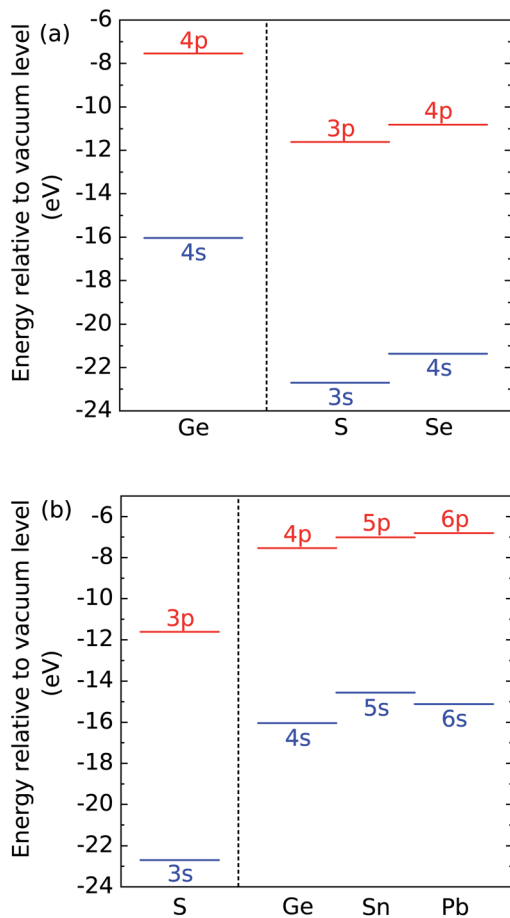 (a)
Energy relative to vacuum level
(eV)
-6
-8
-10
-12
-14
-16
-18
-20
-22
-24
4p
4s
3p
4p
3s
4s
Ge
S
Se
(b)
Energy relative to vacuum level
(eV)
-6
-8
-10
-12
-14
-16
-18
-20
-22
-24
3p
3s
4p
5p
6p
4s
5s
6s
S
Ge
Sn
Pb